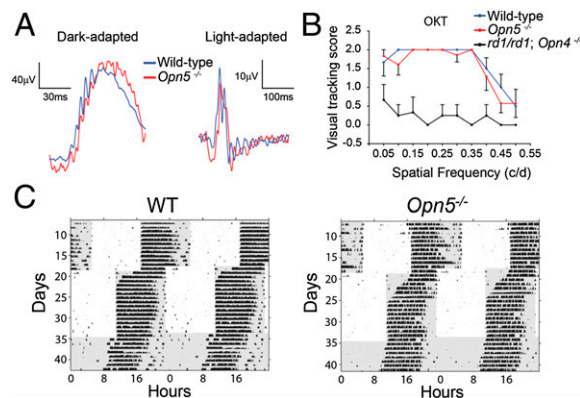 A
Dark-adapted
Light-adapted
Wild-type
Opn5 -/-
40µV
30ms
10µV
100ms
B
OKT
Wild-type
Opn5 -/-
rd1/rd1; Opn4 -/-
Visual tracking score
2.5
2.0
1.5
1.0
0.5
0.0
-0.5
0.05
0.15
0.25
0.35
0.45
0.55
Spatial Frequency (c/d)
C
WT
Opn5-/-
Days
10
15
20
25
30
35
40
0
8
16
0
8
16
Hours
Days
10
15
20
25
30
35
40
0
8
16
0
8
16
Hours